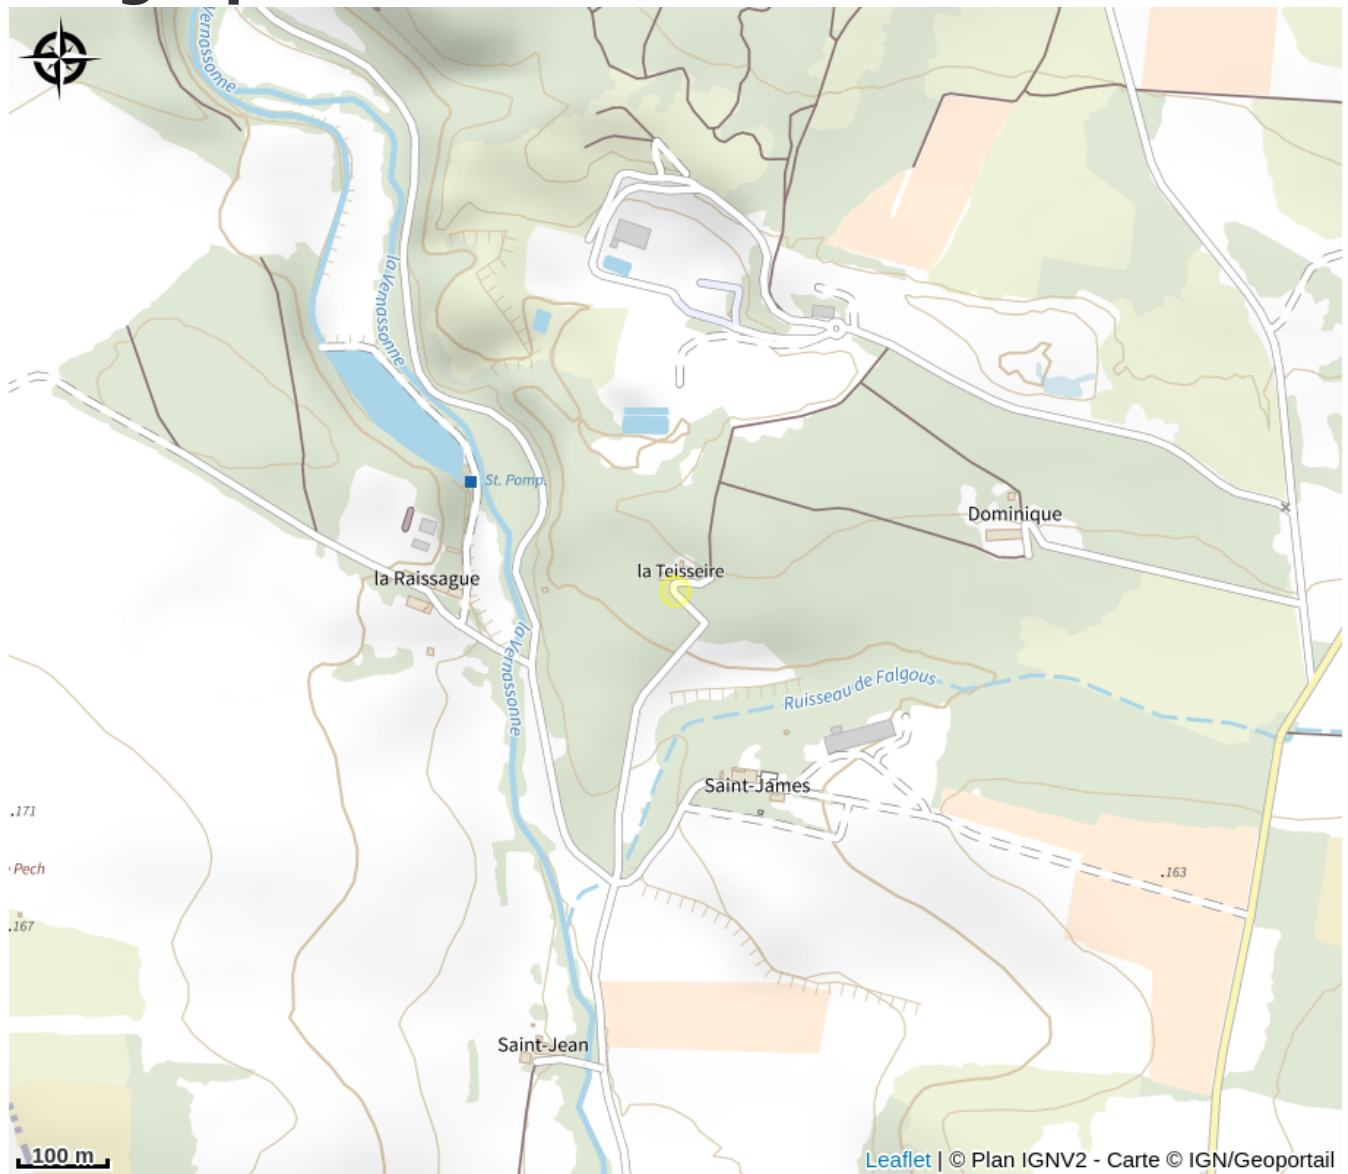 Vernassonne
la Vernassonne
St. Pomp.
Dominique
la Teisseire
la Raissague
la Vernassonne
Ruisseau de Falgous
Saint-James
.171
Pech
.163
.167
Saint-Jean
100 m
Leaflet | © Plan IGNV2 - Carte © IGN/Geoportail